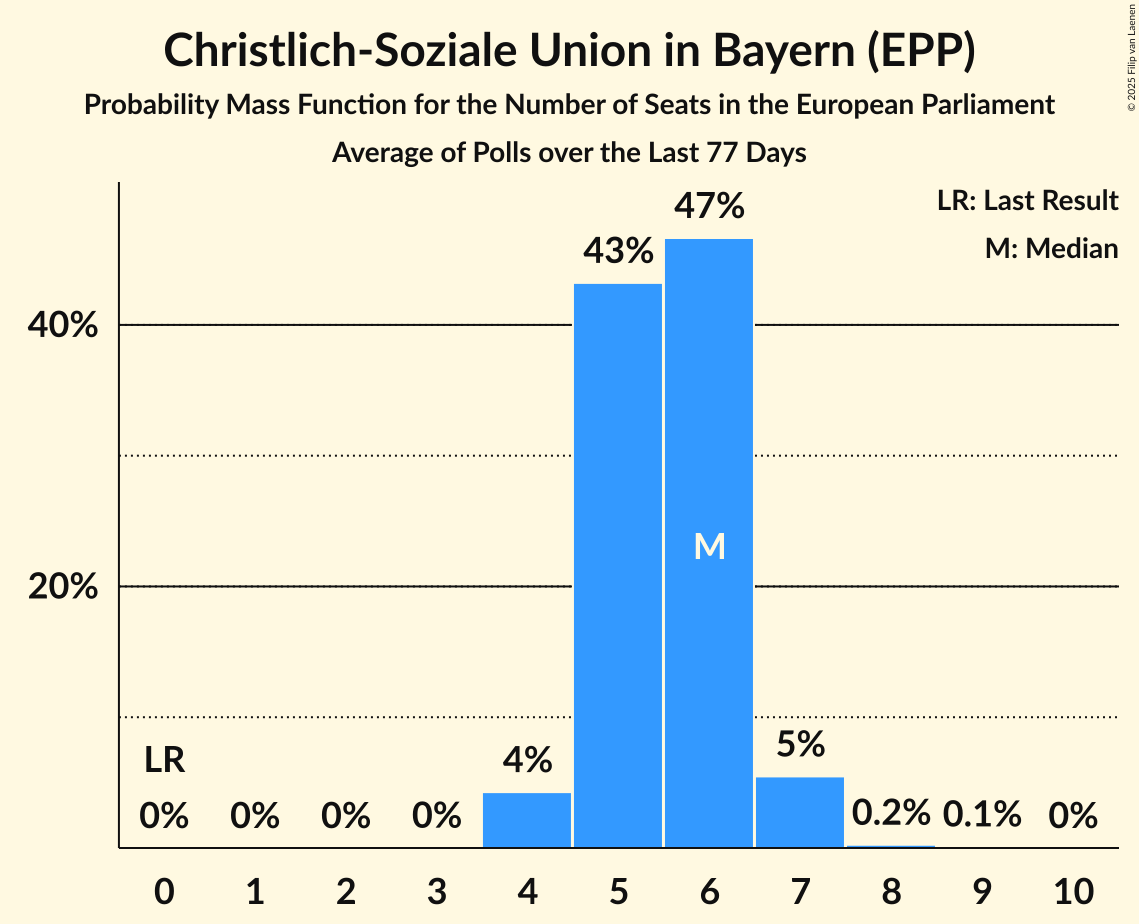 Christlich-Soziale Union in Bayern (EPP)
Probability Mass Function for the Number of Seats in the European Parliament
Average of Polls over the Last 77 Days
© 2025 Filip van Laenen
LR: Last Result
M: Median
47%
43%
40%
M
20%
LR
4%
5%
0% 0% 0% 0% 0.2% 0.1% 0%
0 1 2 3 4 5 6 7 8 9 10